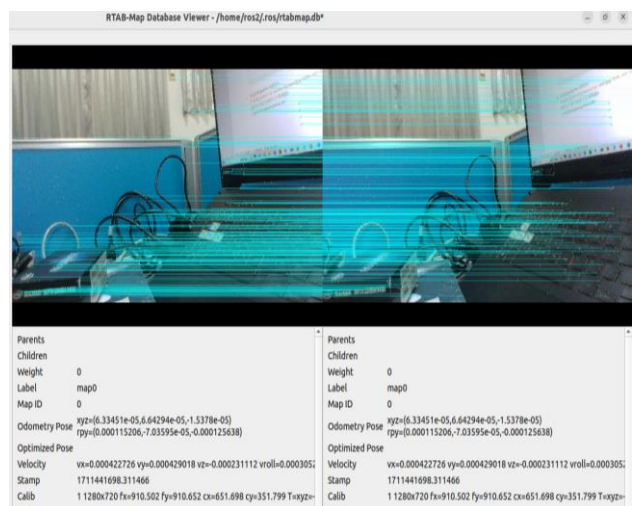 RTAB-Map Database Viewer - /home/ros2/.ros/rtabmap.db*
Parents
Children
Weight 0
Label map0
Map ID 0
Odometry Pose xyz=(6.33451e-05,6.64294e-05,-1.5378e-05)
rpy=(0.000115206,-7.03595e-05,-0.000125638)
Optimized Pose
Velocity vx=0.000422726 vy=0.000429018 vz=-0.000231112 vroll=0.0003052
Stamp 1711441698.311466
Calib 1 1280x720 fx=910.502 fy=910.652 cx=651.698 cy=351.799 T=xyz=-
Parents
Children
Weight 0
Label map0
Map ID 0
Odometry Pose xyz=(6.33451e-05,6.64294e-05,-1.5378e-05)
rpy=(0.000115206,-7.03595e-05,-0.000125638)
Optimized Pose
Velocity vx=0.000422726 vy=0.000429018 vz=-0.000231112 vroll=0.000305
Stamp 1711441698.311466
Calib 1 1280x720 fx=910.502 fy=910.652 cx=651.698 cy=351.799 T=xyz=-